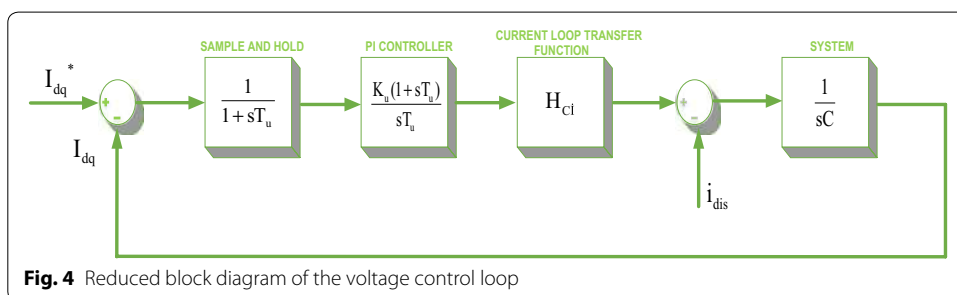 SAMPLE AND HOLD
PI CONTROLLER
CURRENT LOOP TRANSFER
FUNCTION
SYSTEM
I_dq^*
+
−
I_dq
1
1+sT_u
K_u(1+sT_u)
sT_u
H_Ci
+
−
i_dis
1
sC
Fig. 4 Reduced block diagram of the voltage control loop